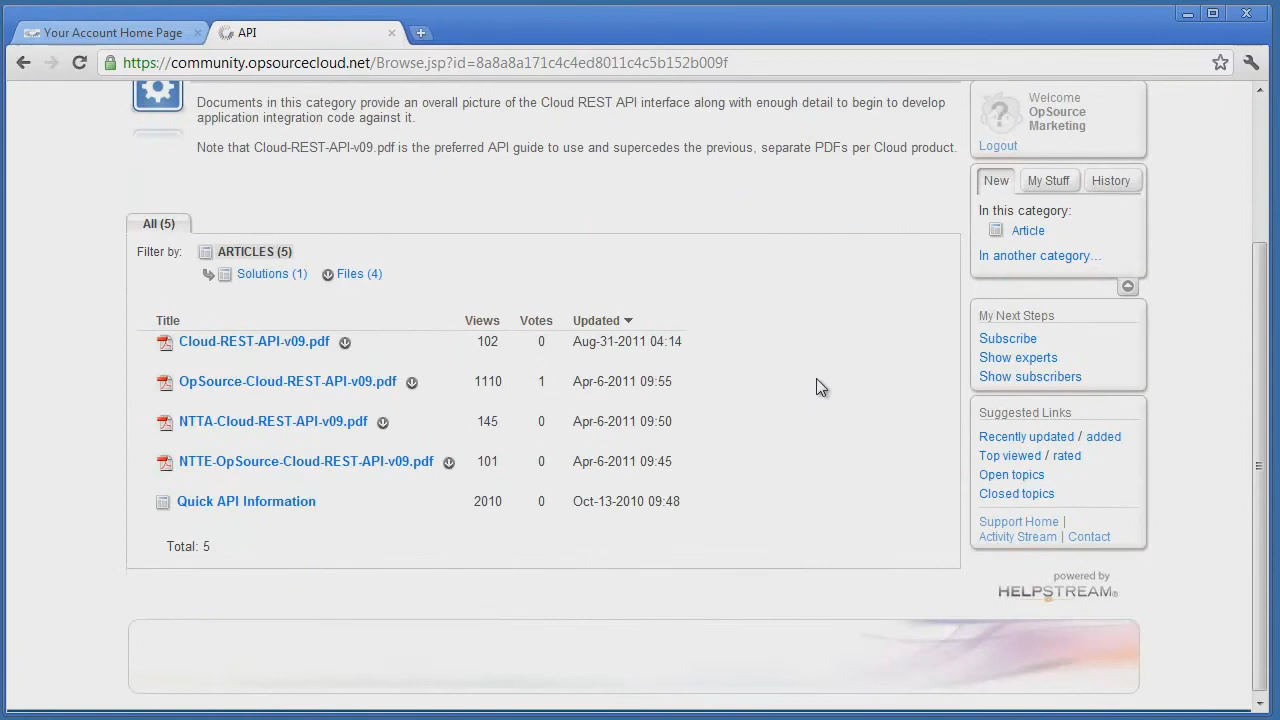 Your Account Home Page
API
https://community.opsourcecloud.net/Browse.jsp?id=8a8a8a171c4c4ed8011c4c5b152b009f
Documents in this category provide an overall picture of the Cloud REST API interface along with enough detail to begin to develop
application integration code against it.
Note that Cloud-REST-API-v09.pdf is the preferred API guide to use and supercedes the previous, separate PDFs per Cloud product.
Welcome
OpSource
Marketing
Logout
New My Stuff History
In this category:
Article
In another category...
All (5)
Filter by: ARTICLES (5)
Solutions (1) Files (4)
Title Views Votes Updated
Cloud-REST-API-v09.pdf 102 0 Aug-31-2011 04:14
OpSource-Cloud-REST-API-v09.pdf 1110 1 Apr-6-2011 09:55
NTTA-Cloud-REST-API-v09.pdf 145 0 Apr-6-2011 09:50
NTTE-OpSource-Cloud-REST-API-v09.pdf 101 0 Apr-6-2011 09:45
Quick API Information 2010 0 Oct-13-2010 09:48
Total: 5
My Next Steps
Subscribe
Show experts
Show subscribers
Suggested Links
Recently updated / added
Top viewed / rated
Open topics
Closed topics
Support Home |
Activity Stream | Contact
powered by
HELPSTREAM®